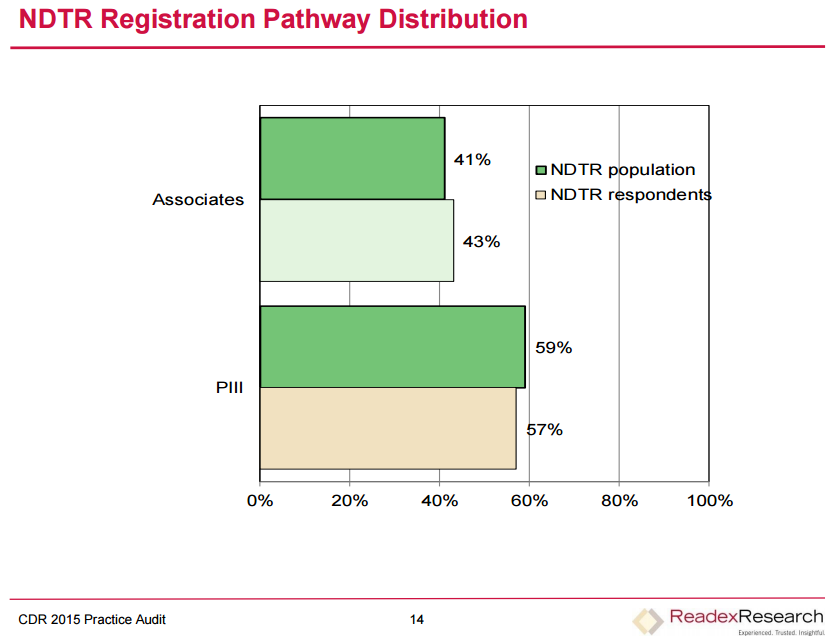 NDTR Registration Pathway Distribution
41%
NDTR population
NDTR respondents
Associates
43%
59%
PIII
57%
0% 20% 40% 60% 80% 100%
CDR 2015 Practice Audit
14
ReadexResearch
Experienced. Trusted. Insightful.